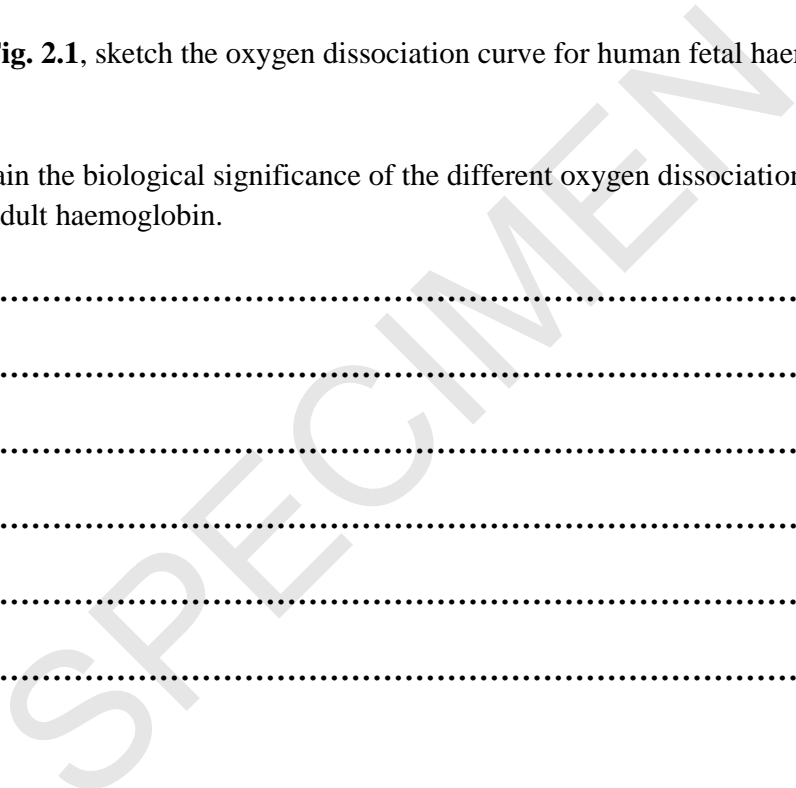 ig. 2.1, sketch the oxygen dissociation curve for human fetal hae
ain the biological significance of the different oxygen dissociation
dult haemoglobin.
................................................................................
................................................................................
................................................................................
................................................................................
................................................................................
................................................................................
SPECIMEN